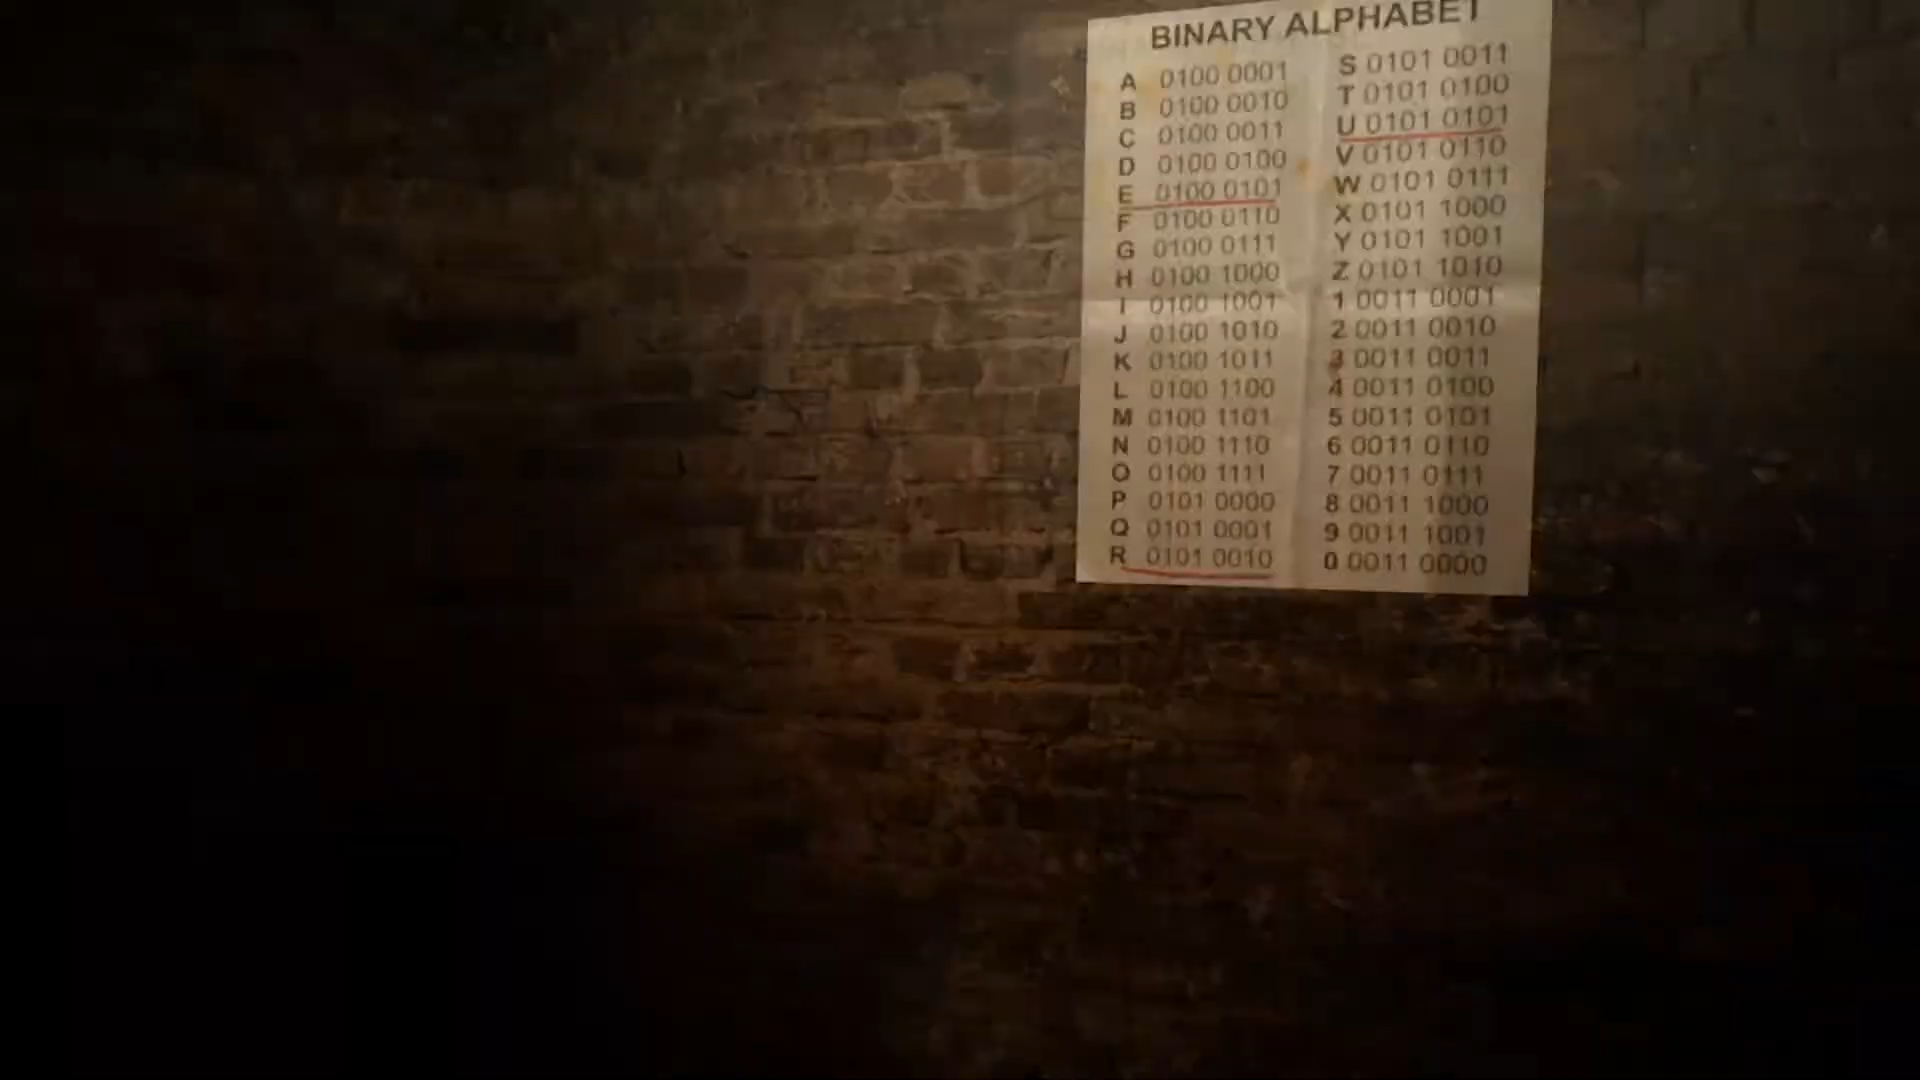 BINARY ALPHABET
A 0100 0001
B 0100 0010
C 0100 0011
D 0100 0100
E 0100 0101
F 0100 0110
G 0100 0111
H 0100 1000
I 0100 1001
J 0100 1010
K 0100 1011
L 0100 1100
M 0100 1101
N 0100 1110
O 0100 1111
P 0101 0000
Q 0101 0001
R 0101 0010
S 0101 0011
T 0101 0100
U 0101 0101
V 0101 0110
W 0101 0111
X 0101 1000
Y 0101 1001
Z 0101 1010
1 0011 0001
2 0011 0010
3 0011 0011
4 0011 0100
5 0011 0101
6 0011 0110
7 0011 0111
8 0011 1000
9 0011 1001
0 0011 0000